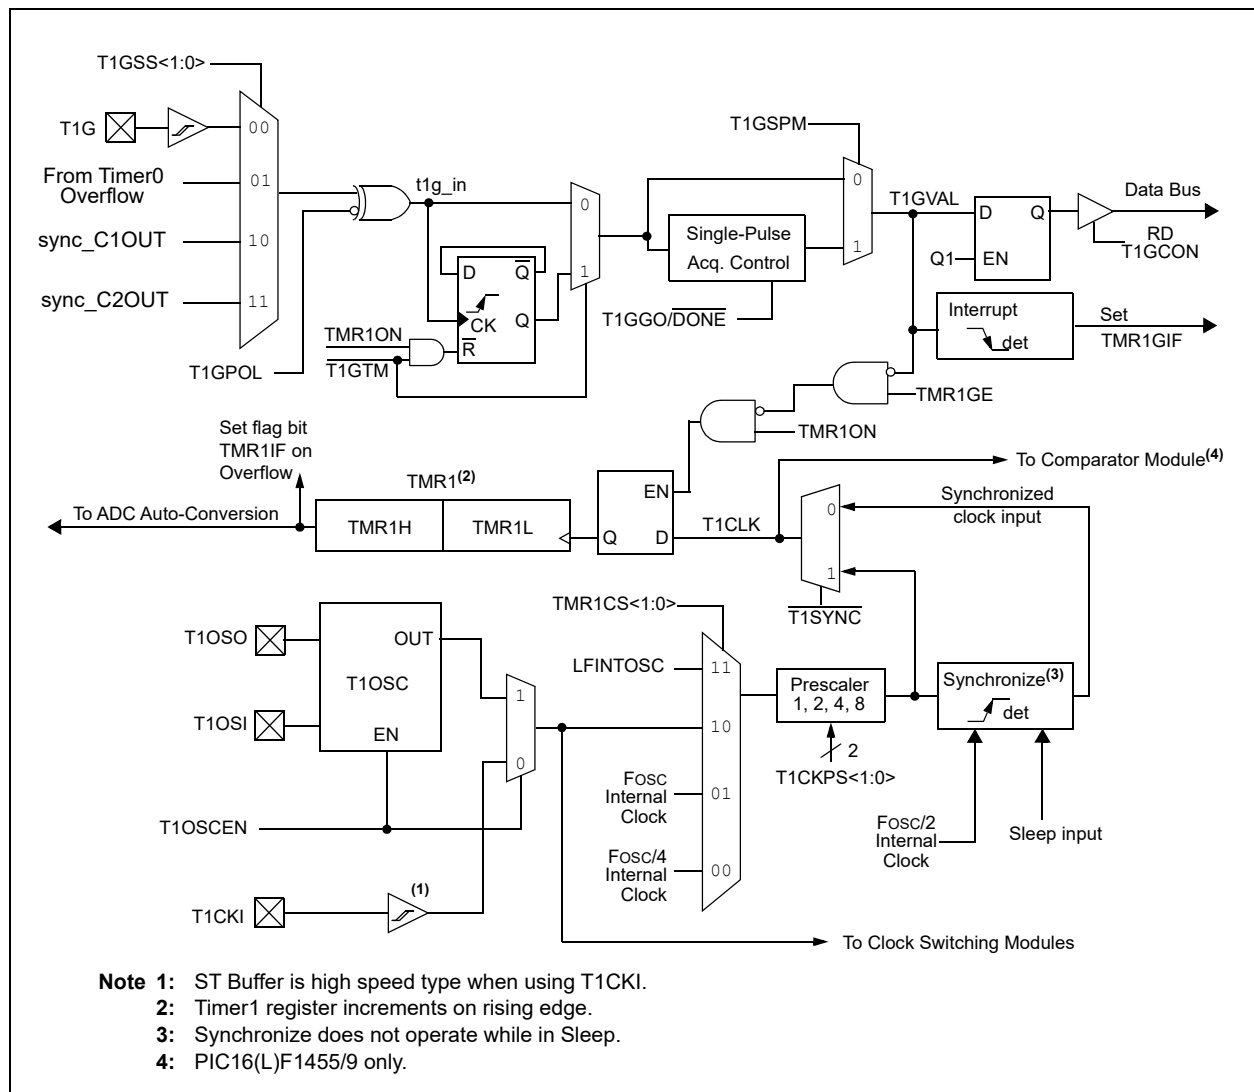 T1GSS<1:0>
T1G
00
T1GSPM
From Timer0
Overflow
01
t1g_in
0
0
T1GVAL
D
Q
Data Bus
sync_C1OUT
10
Single-Pulse
Acq. Control
1
RD
T1GCON
Q1
EN
D
Q
1
sync_C2OUT
11
CK
Q
T1GGO/DONE
Interrupt
det
Set
TMR1GIF
TMR1ON
T1GTM
R
T1GPOL
TMR1GE
TMR1ON
Set flag bit
TMR1IF on
Overflow
TMR1(2)
To Comparator Module(4)
EN
Synchronized
clock input
To ADC Auto-Conversion
TMR1H
TMR1L
Q
D
T1CLK
0
1
T1SYNC
TMR1CS<1:0>
T1OSO
OUT
LFINTOSC
11
T1OSC
Prescaler
1, 2, 4, 8
Synchronize(3)
det
1
T1OSI
EN
10
2
T1CKPS<1:0>
0
FOSC
Internal
Clock
01
T1OSCEN
FOSC/2
Internal
Clock
Sleep input
FOSC/4
Internal
Clock
00
T1CKI
(1)
To Clock Switching Modules
Note 1: ST Buffer is high speed type when using T1CKI.
2: Timer1 register increments on rising edge.
3: Synchronize does not operate while in Sleep.
4: PIC16(L)F1455/9 only.